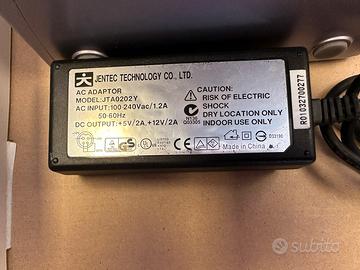 JENTEC TECHNOLOGY CO., LTD.
AC ADAPTOR
MODEL:JTA0202Y
AC INPUT:100-240Vac/1.2A
50-60Hz
DC OUTPUT:+5V/2A,+12V/2A
CAUTION:
RISK OF ELECTRIC
SHOCK
DRY LOCATION ONLY
INDOOR USE ONLY
N136
Made in China
R01032700277
subito